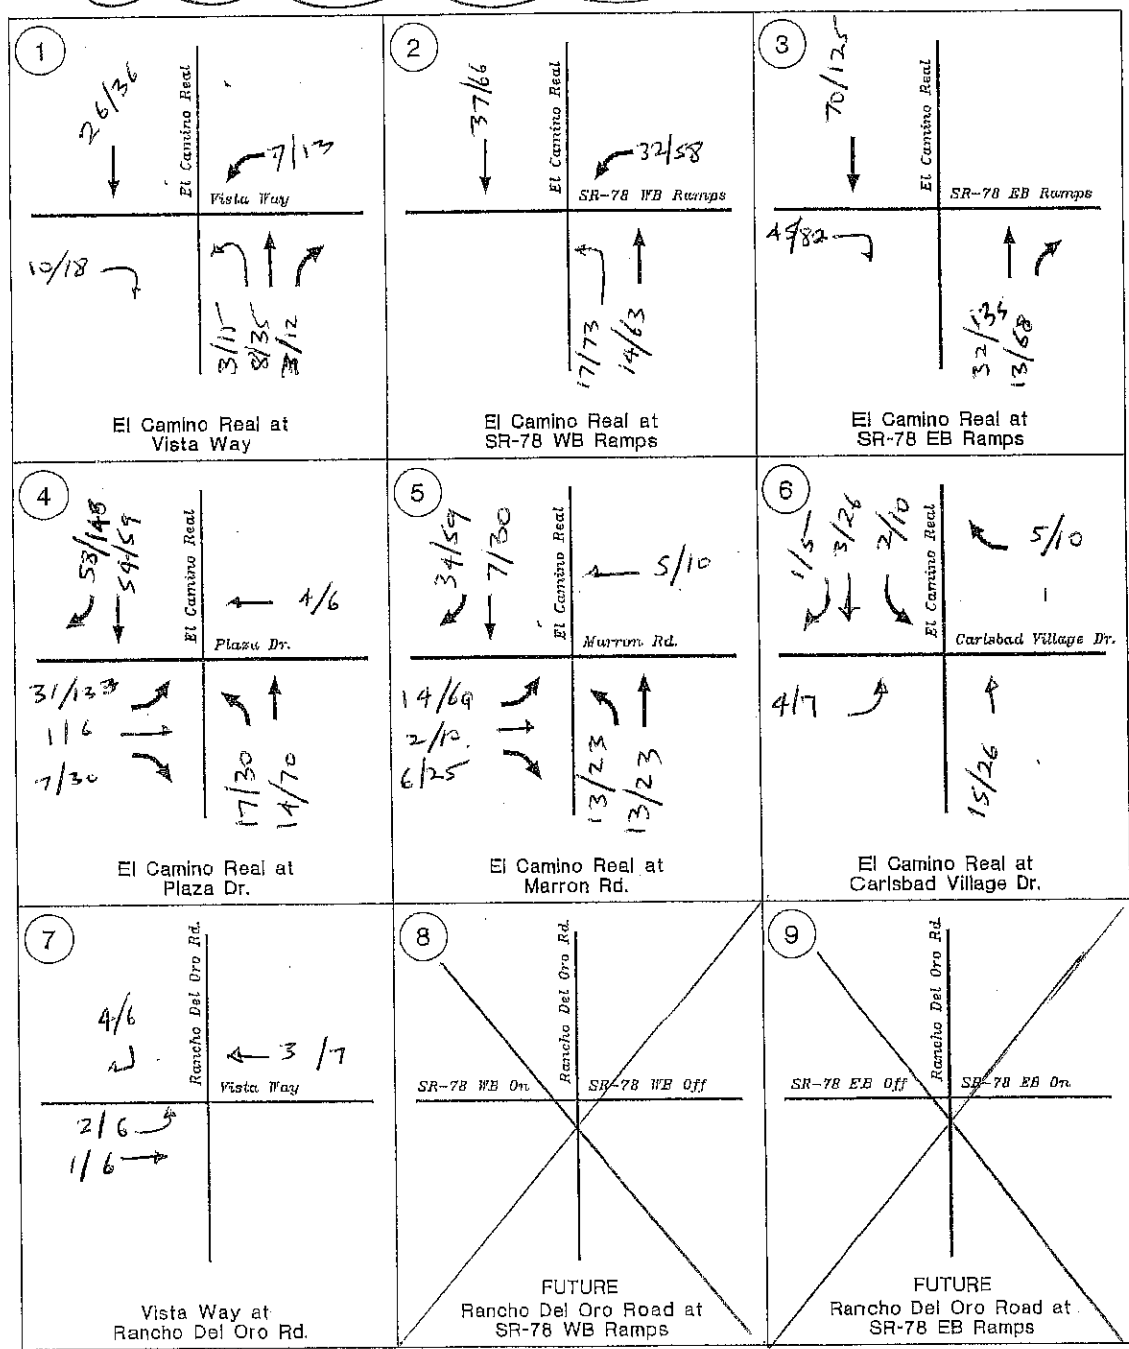 1
26/36
El Camino Real
7/13
Vista Way
10/18
3/15
8/35
3/12
El Camino Real at
Vista Way
2
37/66
El Camino Real
32/58
SR-78 WB Ramps
17/73
14/63
El Camino Real at
SR-78 WB Ramps
3
70/125
El Camino Real
SR-78 EB Ramps
45/82
32/135
13/58
El Camino Real at
SR-78 EB Ramps
4
54/59
El Camino Real
4/6
Plaza Dr.
31/133
1/6
7/30
17/30
14/70
El Camino Real at
Plaza Dr.
5
34/59
7/30
El Camino Real
5/10
Marron Rd.
14/69
2/10
6/25
13/23
13/23
El Camino Real at
Marron Rd.
6
1/5
3/26
2/10
El Camino Real
5/10
Carlsbad Village Dr.
4/7
15/26
El Camino Real at
Carlsbad Village Dr.
7
4/6
Rancho Del Oro Rd.
3/7
Vista Way
2/6
1/6
Vista Way at
Rancho Del Oro Rd.
8
Rancho Del Oro Rd.
SR-78 WB On
SR-78 WB Off
FUTURE
Rancho Del Oro Road at
SR-78 WB Ramps
9
Rancho Del Oro Rd.
SR-78 EB Off
SR-78 EB On
FUTURE
Rancho Del Oro Road at
SR-78 EB Ramps